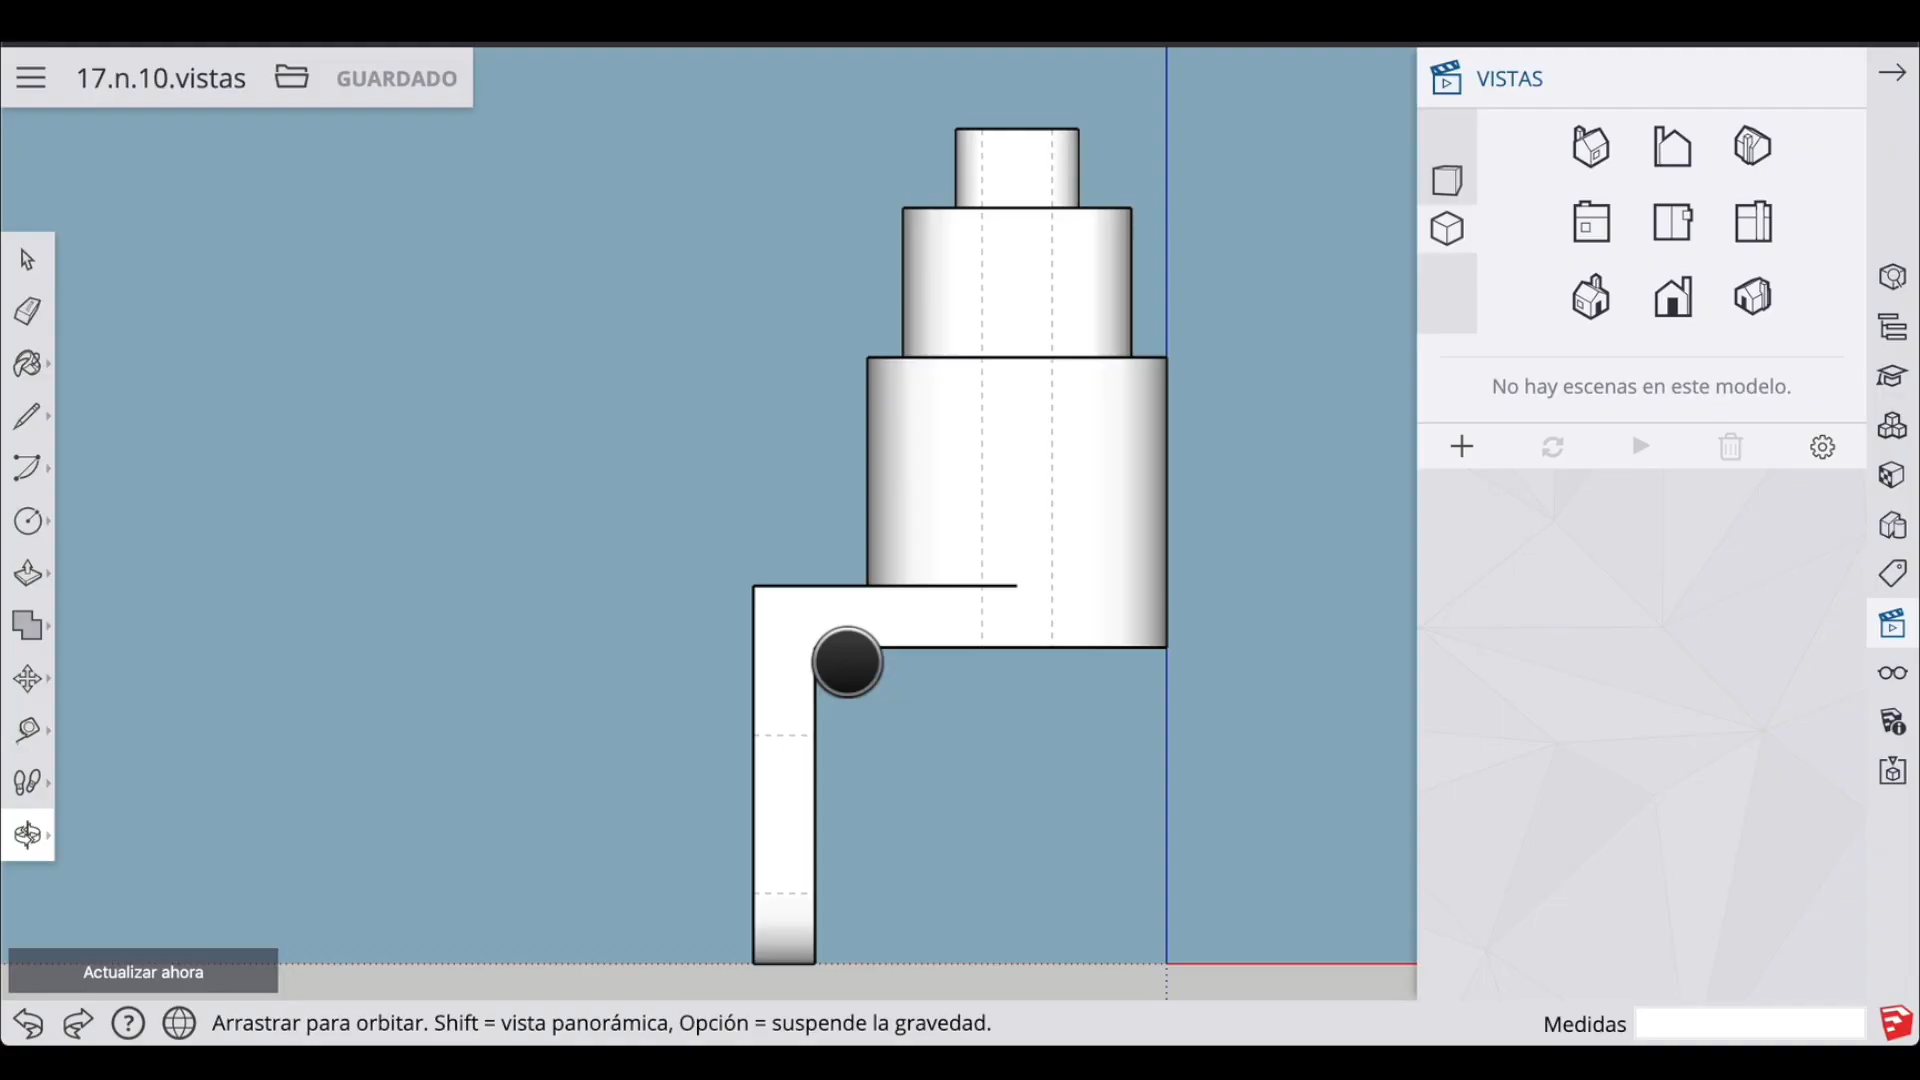 17.n.10.vistas
GUARDADO
VISTAS
No hay escenas en este modelo.
Actualizar ahora
Arrastrar para orbitar. Shift = vista panorámica, Opción = suspende la gravedad.
Medidas